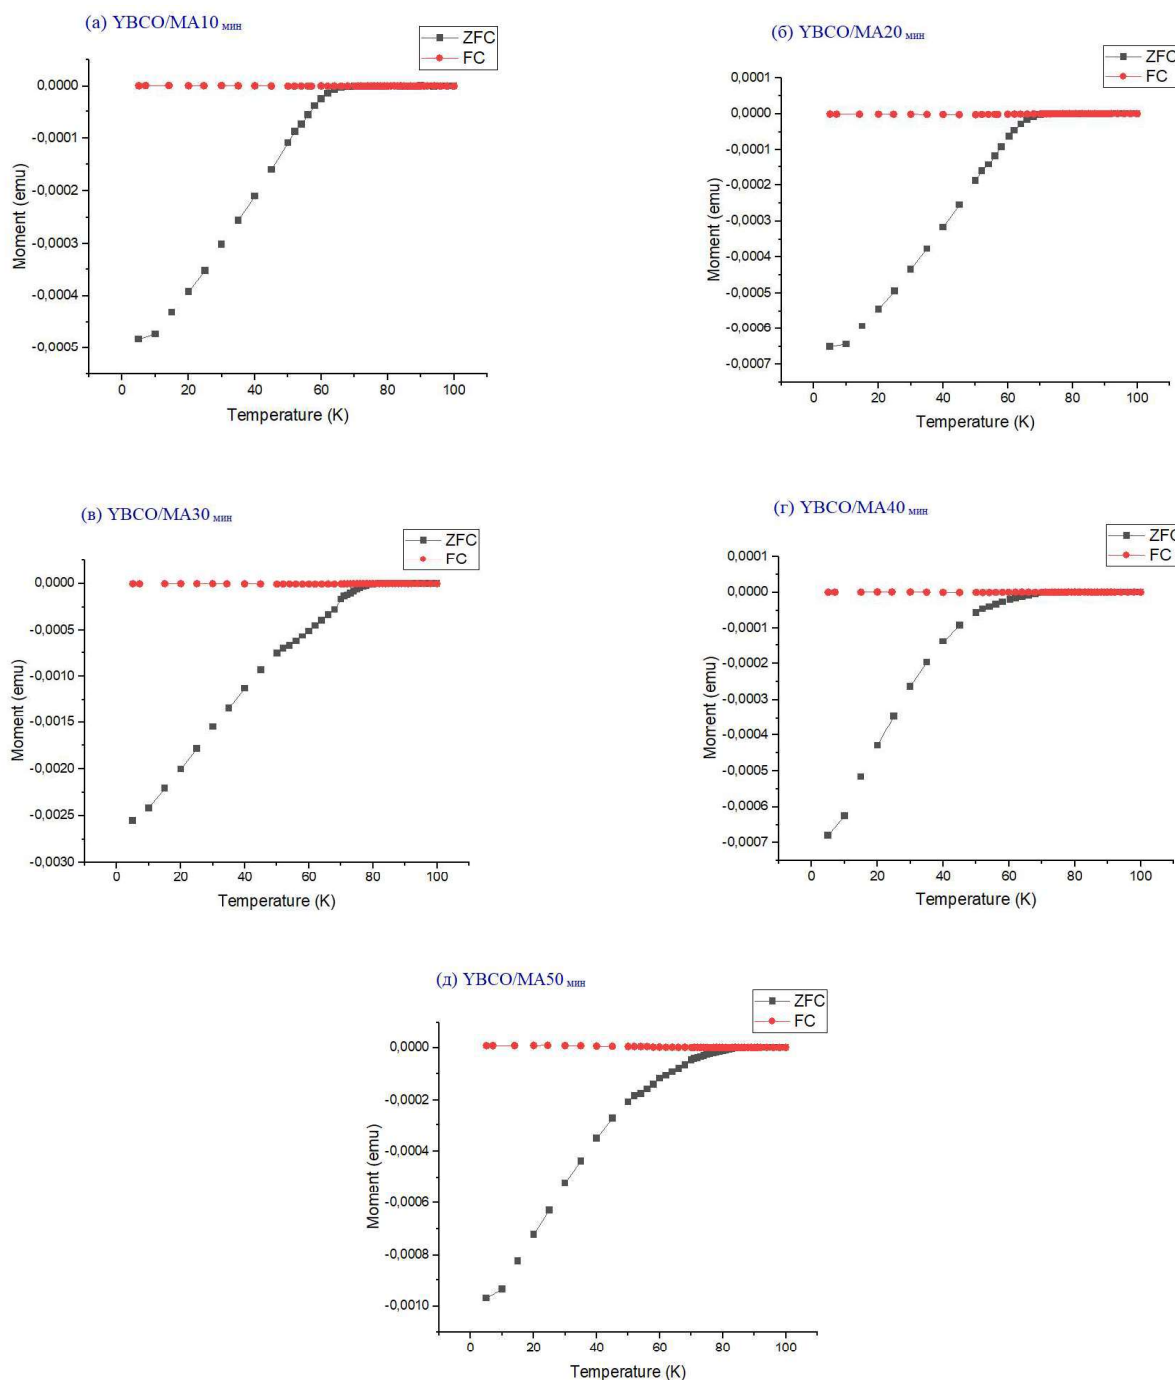 (а) YBCO/MA10 мин
ZFC
FC
0,0000
-0,0001
-0,0002
-0,0003
-0,0004
-0,0005
Moment (emu)
0 20 40 60 80 100
Temperature (K)
(б) YBCO/MA20 мин
ZFC
FC
0,0001
0,0000
-0,0001
-0,0002
-0,0003
-0,0004
-0,0005
-0,0006
-0,0007
Moment (emu)
0 20 40 60 80 100
Temperature (K)
(в) YBCO/MA30 мин
ZFC
FC
0,0000
-0,0005
-0,0010
-0,0015
-0,0020
-0,0025
-0,0030
Moment (emu)
0 20 40 60 80 100
Temperature (K)
(г) YBCO/MA40 мин
ZFC
FC
0,0001
0,0000
-0,0001
-0,0002
-0,0003
-0,0004
-0,0005
-0,0006
-0,0007
Moment (emu)
0 20 40 60 80 100
Temperature (K)
(д) YBCO/MA50 мин
ZFC
FC
0,0000
-0,0002
-0,0004
-0,0006
-0,0008
-0,0010
Moment (emu)
0 20 40 60 80 100
Temperature (K)